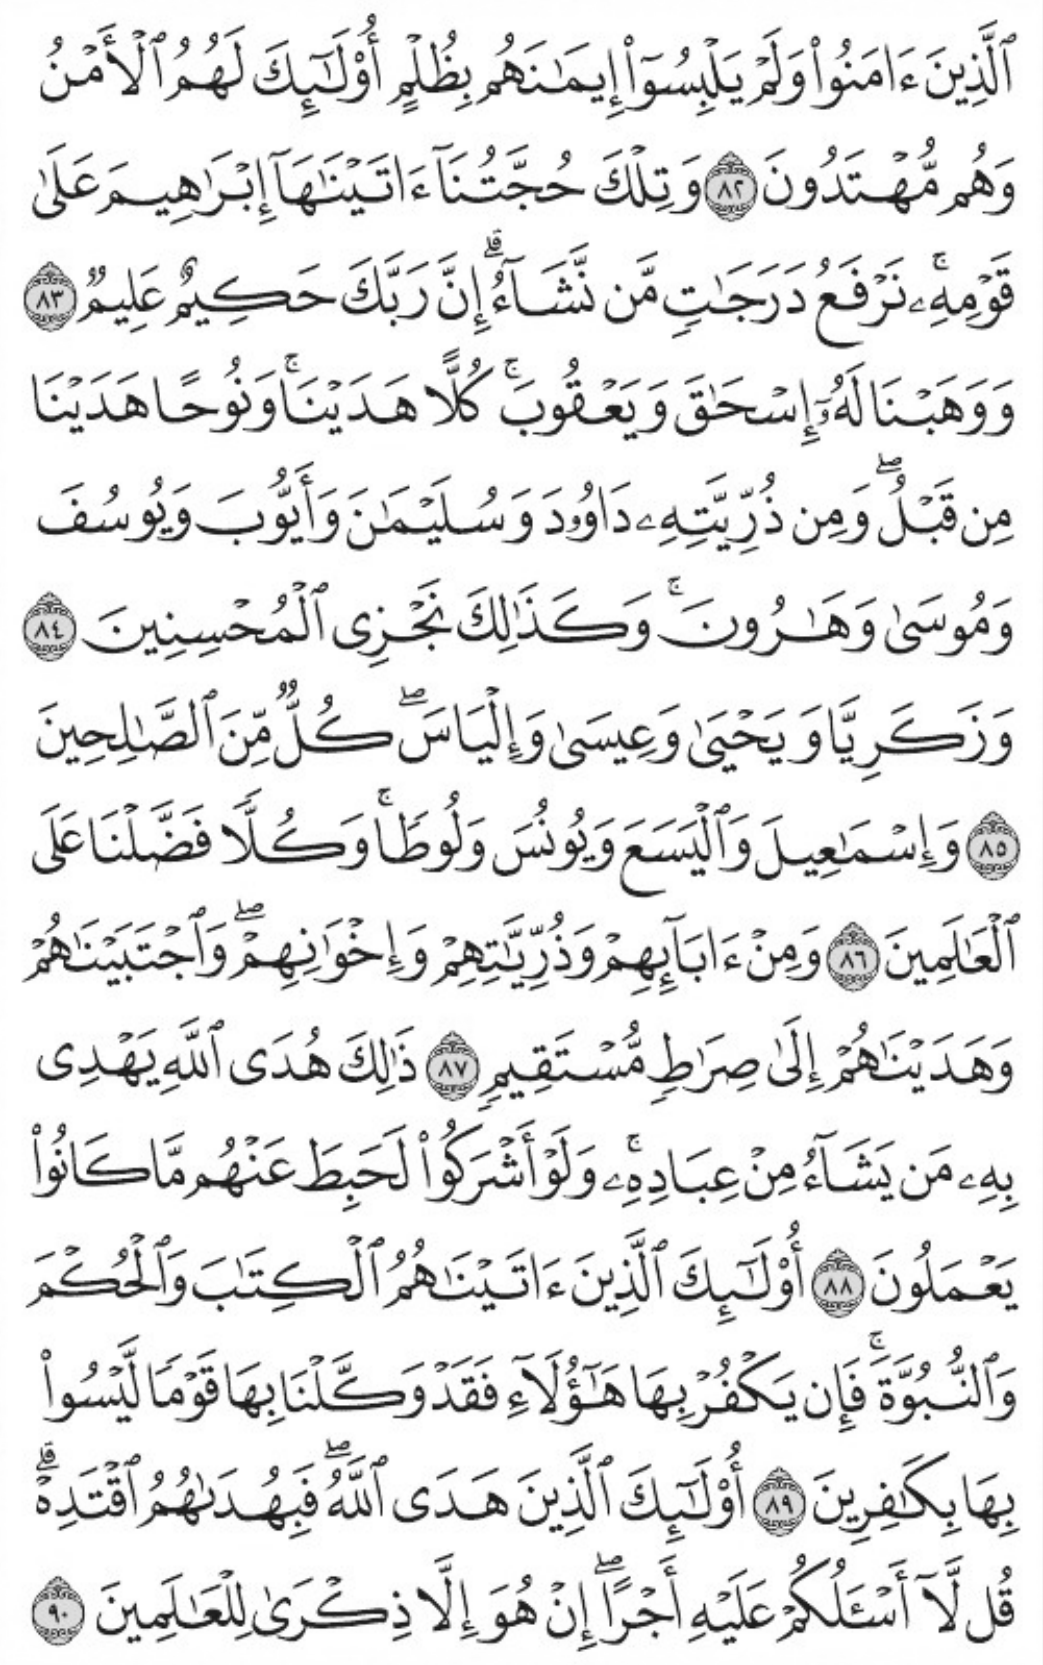 ٱلَّذِينَ ءَامَنُوا۟ وَلَمْ يَلْبِسُوٓا۟ إِيمَـٰنَهُم بِظُلْمٍ أُو۟لَـٰٓئِكَ لَهُمُ ٱلْأَمْنُ
وَهُم مُّهْتَدُونَ ٨٢ وَتِلْكَ حُجَّتُنَآ ءَاتَيْنَـٰهَآ إِبْرَٰهِيمَ عَلَىٰ
قَوْمِهِۦ ۚ نَرْفَعُ دَرَجَـٰتٍ مَّن نَّشَآءُ ۗ إِنَّ رَبَّكَ حَكِيمٌ عَلِيمٌ ٨٣
وَوَهَبْنَا لَهُۥٓ إِسْحَـٰقَ وَيَعْقُوبَ ۚ كُلًّا هَدَيْنَا ۚ وَنُوحًا هَدَيْنَا
مِن قَبْلُ ۖ وَمِن ذُرِّيَّتِهِۦ دَاوُۥدَ وَسُلَيْمَـٰنَ وَأَيُّوبَ وَيُوسُفَ
وَمُوسَىٰ وَهَـٰرُونَ ۚ وَكَذَٰلِكَ نَجْزِى ٱلْمُحْسِنِينَ ٨٤
وَزَكَرِيَّا وَيَحْيَىٰ وَعِيسَىٰ وَإِلْيَاسَ ۖ كُلٌّ مِّنَ ٱلصَّـٰلِحِينَ
٨٥ وَإِسْمَـٰعِيلَ وَٱلْيَسَعَ وَيُونُسَ وَلُوطًا ۚ وَكُلًّا فَضَّلْنَا عَلَى
ٱلْعَـٰلَمِينَ ٨٦ وَمِنْ ءَابَآئِهِمْ وَذُرِّيَّـٰتِهِمْ وَإِخْوَٰنِهِمْ ۖ وَٱجْتَبَيْنَـٰهُمْ
وَهَدَيْنَـٰهُمْ إِلَىٰ صِرَٰطٍ مُّسْتَقِيمٍ ٨٧ ذَٰلِكَ هُدَى ٱللَّهِ يَهْدِى
بِهِۦ مَن يَشَآءُ مِنْ عِبَادِهِۦ ۚ وَلَوْ أَشْرَكُوا۟ لَحَبِطَ عَنْهُم مَّا كَانُوا۟
يَعْمَلُونَ ٨٨ أُو۟لَـٰٓئِكَ ٱلَّذِينَ ءَاتَيْنَـٰهُمُ ٱلْكِتَـٰبَ وَٱلْحُكْمَ
وَٱلنُّبُوَّةَ ۚ فَإِن يَكْفُرْ بِهَا هَـٰٓؤُلَآءِ فَقَدْ وَكَّلْنَا بِهَا قَوْمًا لَّيْسُوا۟
بِهَا بِكَـٰفِرِينَ ٨٩ أُو۟لَـٰٓئِكَ ٱلَّذِينَ هَدَى ٱللَّهُ ۖ فَبِهُدَىٰهُمُ ٱقْتَدِهْ ۗ
قُل لَّآ أَسْـَٔلُكُمْ عَلَيْهِ أَجْرًا ۖ إِنْ هُوَ إِلَّا ذِكْرَىٰ لِلْعَـٰلَمِينَ ٩٠